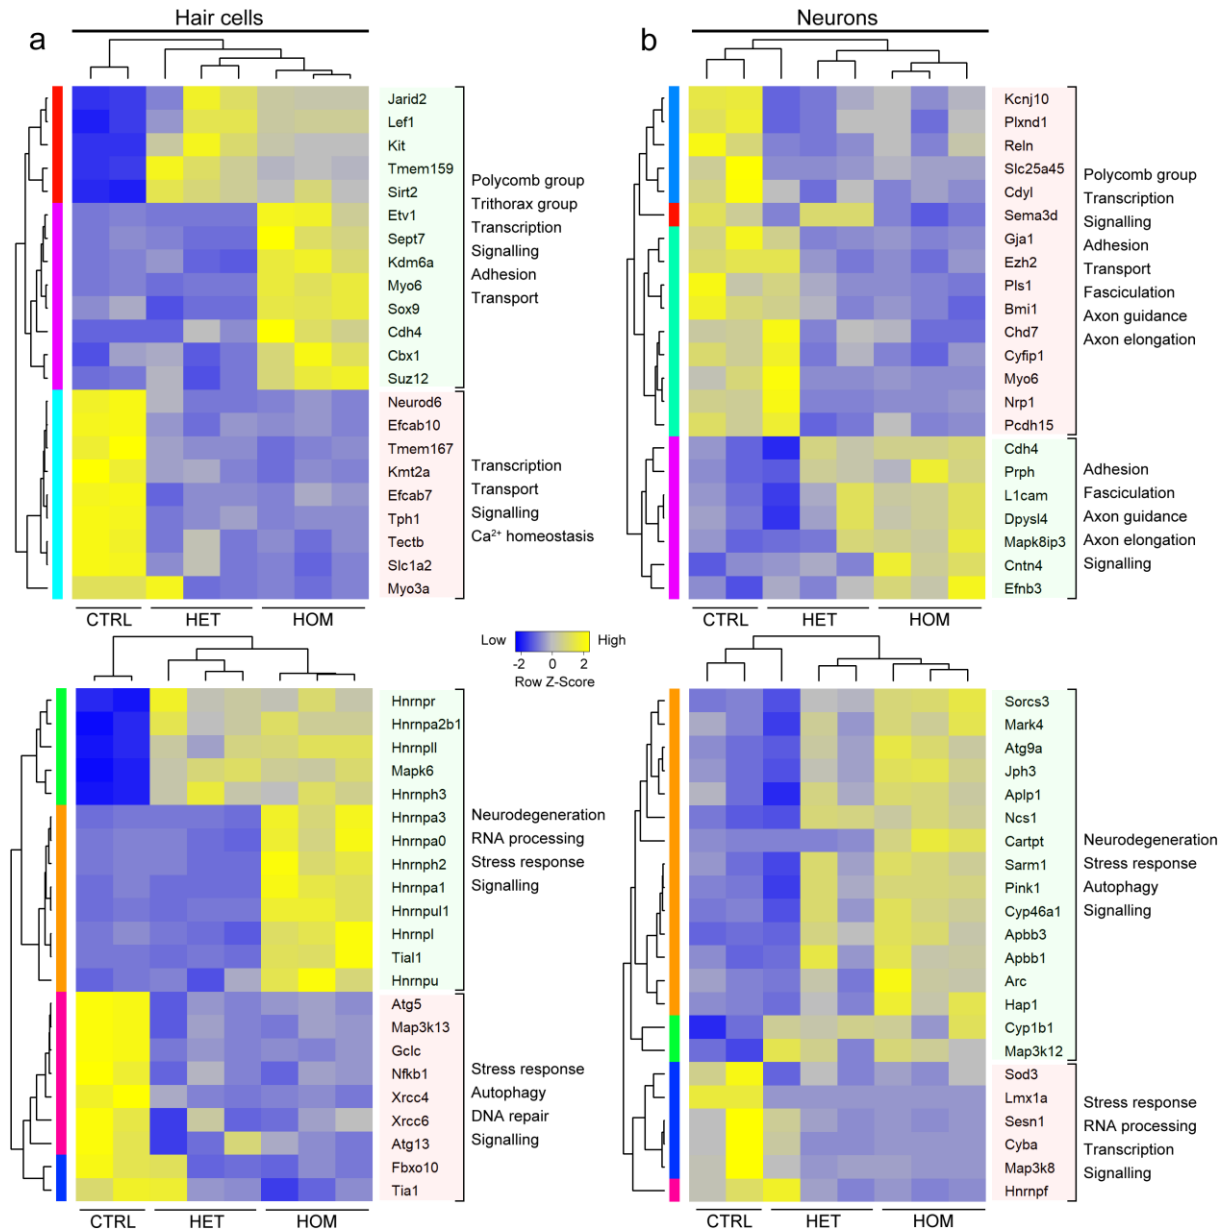 Hair cells
a
Jarid2
Lef1
Kit
Tmem159
Sirt2
Etv1
Sept7
Kdm6a
Myo6
Sox9
Cdh4
Cbx1
Suz12
Neurod6
Efcab10
Tmem167
Kmt2a
Efcab7
Tph1
Tectb
Slc1a2
Myo3a
Polycomb group
Trithorax group
Transcription
Signalling
Adhesion
Transport
Transcription
Transport
Signalling
Ca²⁺ homeostasis
CTRL HET HOM
Neurons
b
Kcnj10
Plxnd1
Reln
Slc25a45
Cdyl
Sema3d
Gja1
Ezh2
Pls1
Bmi1
Chd7
Cyfip1
Myo6
Nrp1
Pcdh15
Cdh4
Prph
L1cam
Dpysl4
Mapk8ip3
Cntn4
Efnb3
Polycomb group
Transcription
Signalling
Adhesion
Transport
Fasciculation
Axon guidance
Axon elongation
Adhesion
Fasciculation
Axon guidance
Axon elongation
Signalling
CTRL HET HOM
Low High
-2 0 2
Row Z-Score
Hnrnpr
Hnrnpa2b1
Hnrnpll
Mapk6
Hnrnph3
Hnrnpa3
Hnrnpa0
Hnrnph2
Hnrnpa1
Hnrnpul1
Hnrnpl
Tial1
Hnrnpu
Atg5
Map3k13
Gclc
Nfkb1
Xrcc4
Xrcc6
Atg13
Fbxo10
Tia1
Neurodegeneration
RNA processing
Stress response
Signalling
Stress response
Autophagy
DNA repair
Signalling
CTRL HET HOM
Sorcs3
Mark4
Atg9a
Jph3
Aplp1
Ncs1
Cartpt
Sarm1
Pink1
Cyp46a1
Apbb3
Apbb1
Arc
Hap1
Cyp1b1
Map3k12
Sod3
Lmx1a
Sesn1
Cyba
Map3k8
Hnrnpf
Neurodegeneration
Stress response
Autophagy
Signalling
Stress response
RNA processing
Transcription
Signalling
CTRL HET HOM